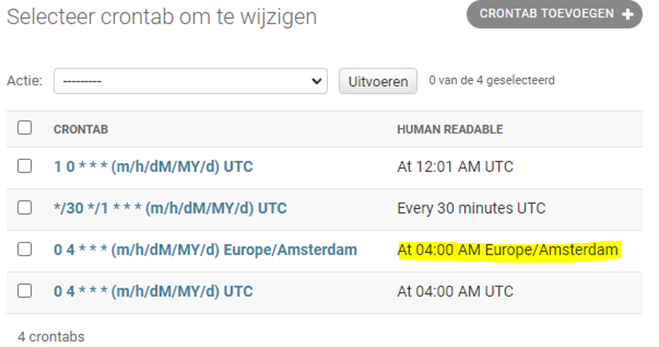 Selecteer crontab om te wijzigen
CRONTAB TOEVOEGEN +
Actie: --------- Uitvoeren 0 van de 4 geselecteerd
CRONTAB HUMAN READABLE
1 0 * * * (m/h/dM/MY/d) UTC At 12:01 AM UTC
*/30 */1 * * * (m/h/dM/MY/d) UTC Every 30 minutes UTC
0 4 * * * (m/h/dM/MY/d) Europe/Amsterdam At 04:00 AM Europe/Amsterdam
0 4 * * * (m/h/dM/MY/d) UTC At 04:00 AM UTC
4 crontabs